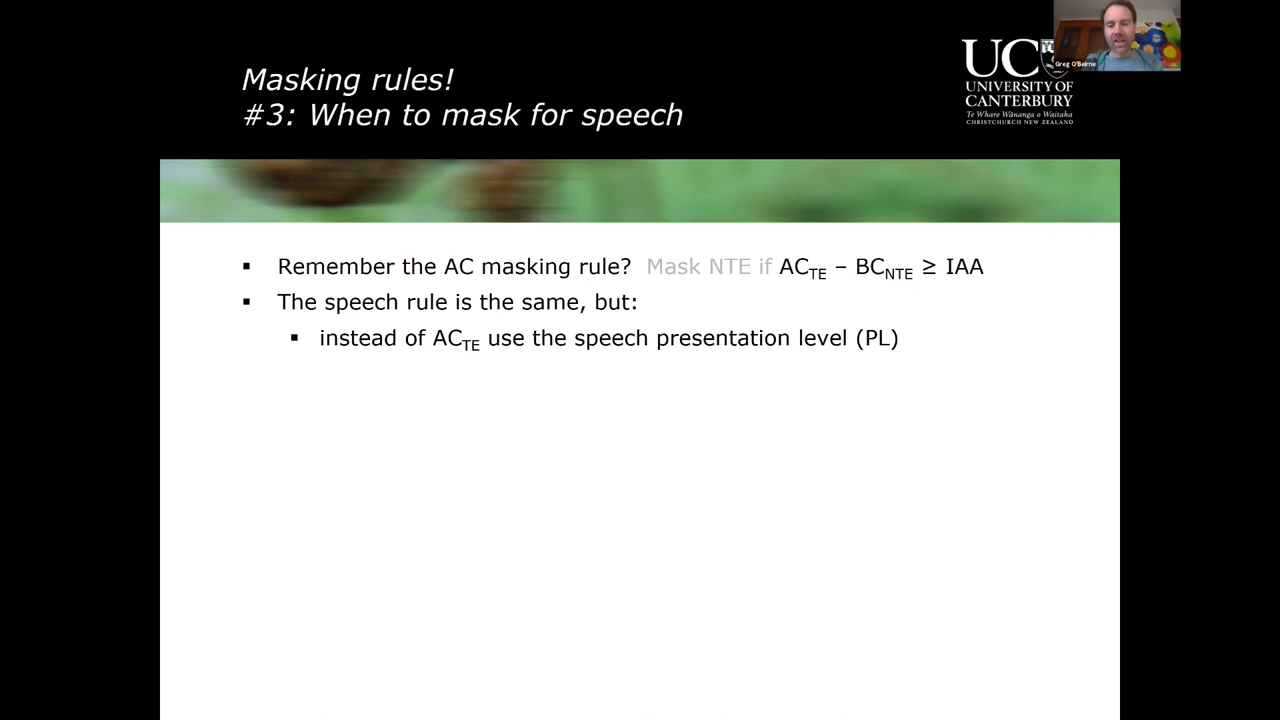 Masking rules!
#3: When to mask for speech
UC
UNIVERSITY OF
CANTERBURY
Te Whare Wānanga o Waitaha
CHRISTCHURCH NEW ZEALAND
Greg O'Beirne
▪ Remember the AC masking rule? Mask NTE if ACTE – BCNTE ≥ IAA
▪ The speech rule is the same, but:
▪ instead of ACTE use the speech presentation level (PL)